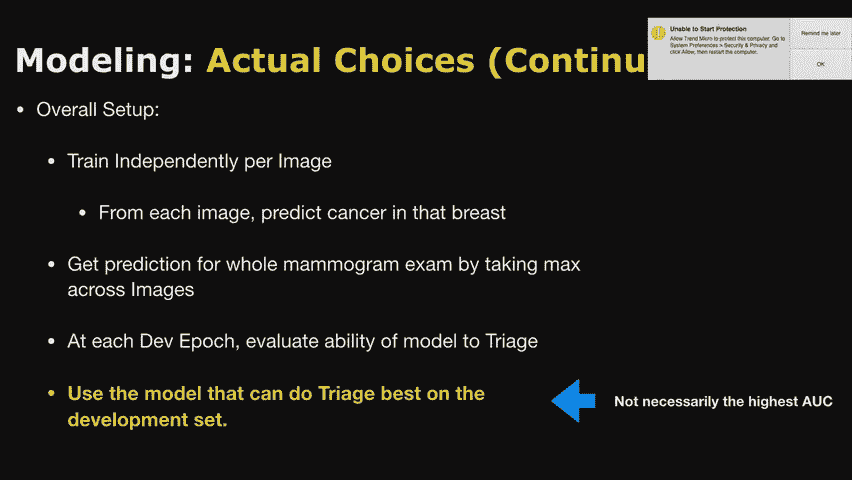 Modeling: Actual Choices (Continu
Unable to Start Protection
Allow Trend Micro to protect this computer. Go to
System Preferences > Security & Privacy and
click Allow, then restart the computer.
Remind me later
OK
• Overall Setup:
• Train Independently per Image
• From each image, predict cancer in that breast
• Get prediction for whole mammogram exam by taking max
across Images
• At each Dev Epoch, evaluate ability of model to Triage
• Use the model that can do Triage best on the
development set.
Not necessarily the highest AUC